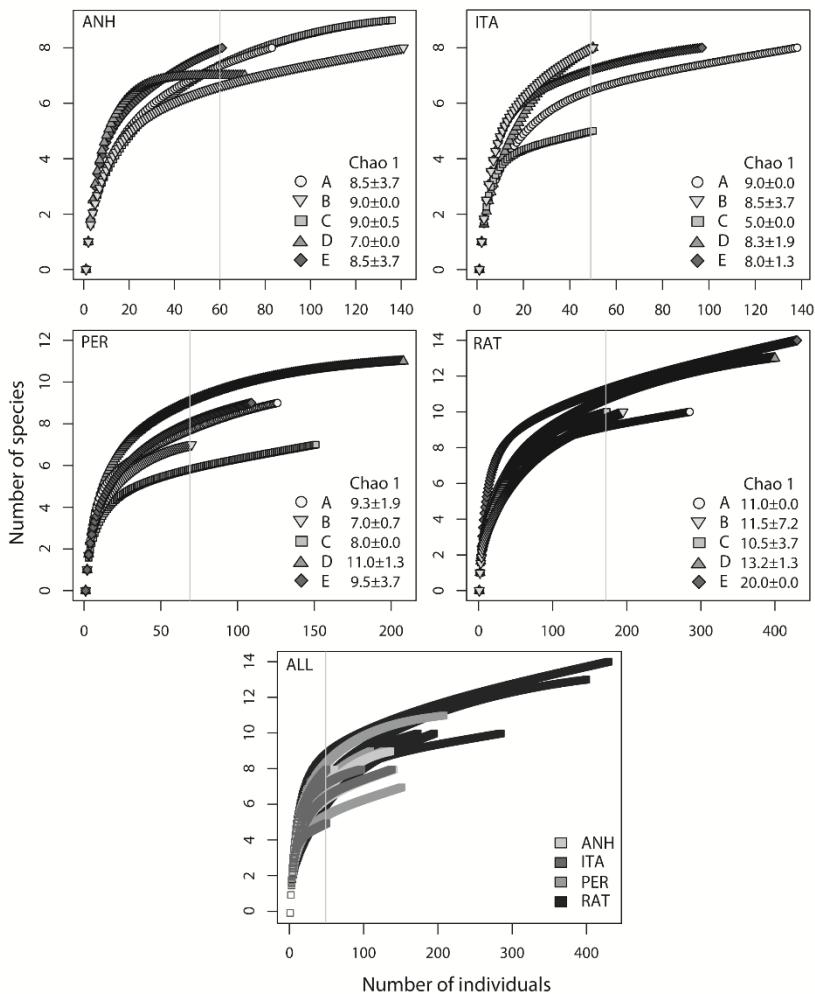 ANH
Chao 1
A 8.5±3.7
B 9.0±0.0
C 9.0±0.5
D 7.0±0.0
E 8.5±3.7
0 2 4 6 8
0 20 40 60 80 100 120 140
ITA
Chao 1
A 9.0±0.0
B 8.5±3.7
C 5.0±0.0
D 8.3±1.9
E 8.0±1.3
0 2 4 6 8
0 20 40 60 80 100 120 140
Number of species
PER
Chao 1
A 9.3±1.9
B 7.0±0.7
C 8.0±0.0
D 11.0±1.3
E 9.5±3.7
0 2 4 6 8 10 12
0 50 100 150 200
RAT
Chao 1
A 11.0±0.0
B 11.5±7.2
C 10.5±3.7
D 13.2±1.3
E 20.0±0.0
0 2 4 6 8 10 12 14
0 100 200 300 400
ALL
ANH
ITA
PER
RAT
0 2 4 6 8 10 12 14
0 100 200 300 400
Number of individuals